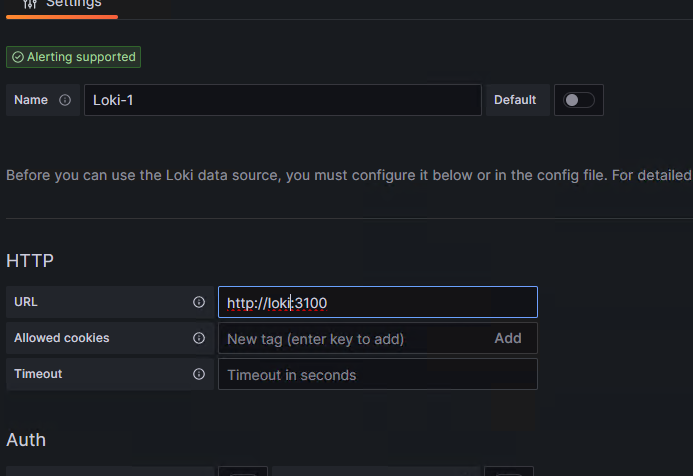 Settings
Alerting supported
Name
Loki-1
Default
Before you can use the Loki data source, you must configure it below or in the config file. For detailed
HTTP
URL
http://loki:3100
Allowed cookies
New tag (enter key to add)
Add
Timeout
Timeout in seconds
Auth